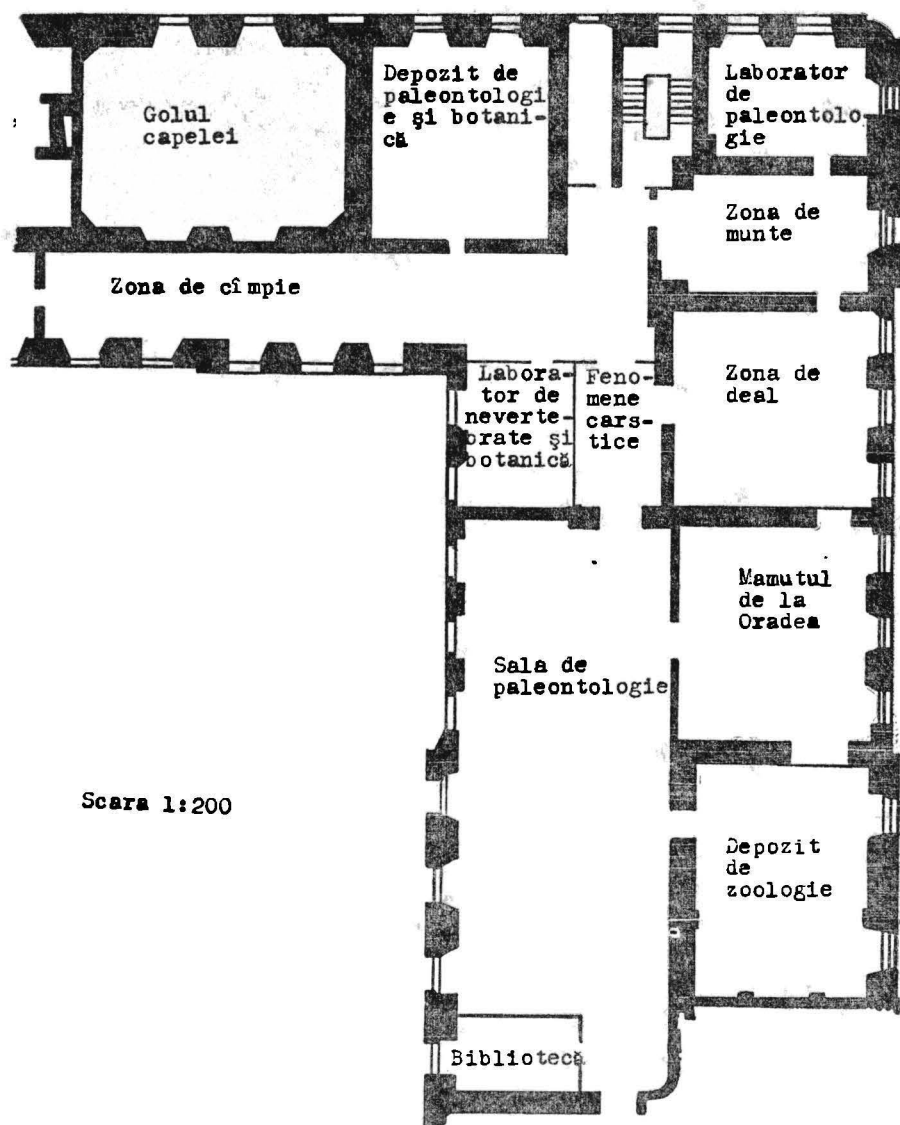 Golul
capelei
Depozit de
paleontologi
e şi botani-
că
Laborator
de
paleontolo-
gie
Zona de
munte
Zona de cîmpie
Labora-
tor de
neverte-
brate şi
botanică
Feno-
mene
cars-
tice
Zona de
deal
Mamutul
de la
Oradea
Sala de
paleontologie
Scara 1:200
Depozit
de
zoologie
Bibliotecă